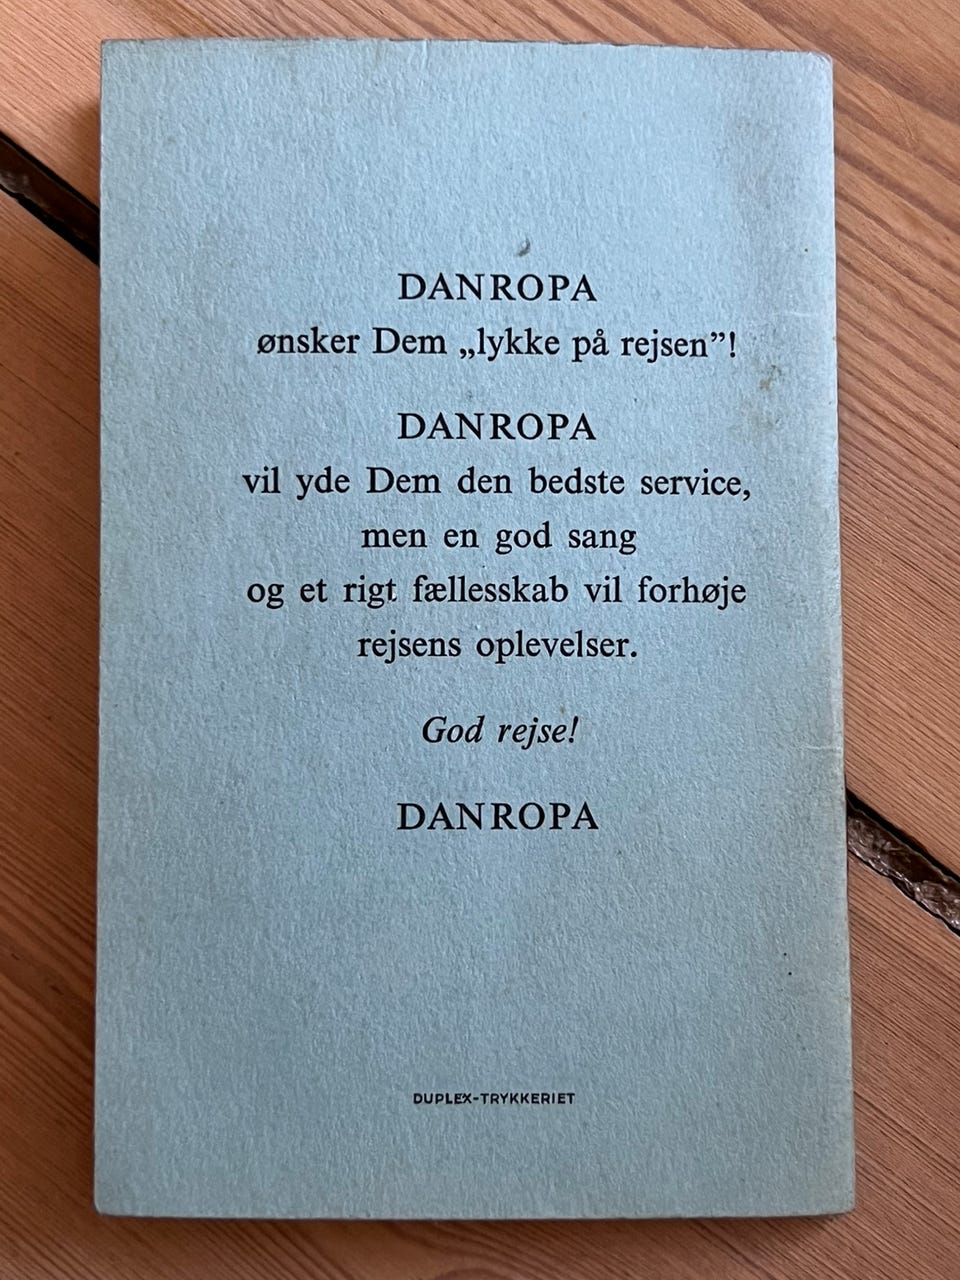 DANROPA
ønsker Dem „lykke på rejsen”!
DANROPA
vil yde Dem den bedste service,
men en god sang
og et rigt fællesskab vil forhøje
rejsens oplevelser.
God rejse!
DANROPA
DUPLEX-TRYKKERIET